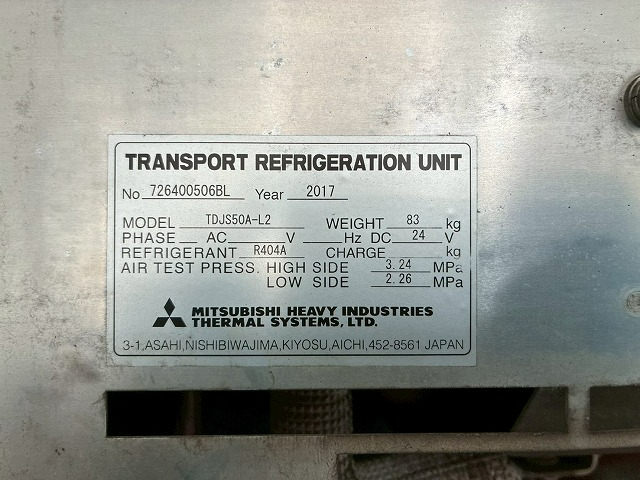 TRANSPORT REFRIGERATION UNIT
No 726400506BL Year 2017
MODEL TDJS50A-L2 WEIGHT 83 kg
PHASE AC V Hz DC 24 V
REFRIGERANT R404A CHARGE kg
AIR TEST PRESS. HIGH SIDE 3.24 MPa
LOW SIDE 2.26 MPa
MITSUBISHI HEAVY INDUSTRIES
THERMAL SYSTEMS, LTD.
3-1,ASAHI,NISHIBIWAJIMA,KIYOSU,AICHI,452-8561 JAPAN